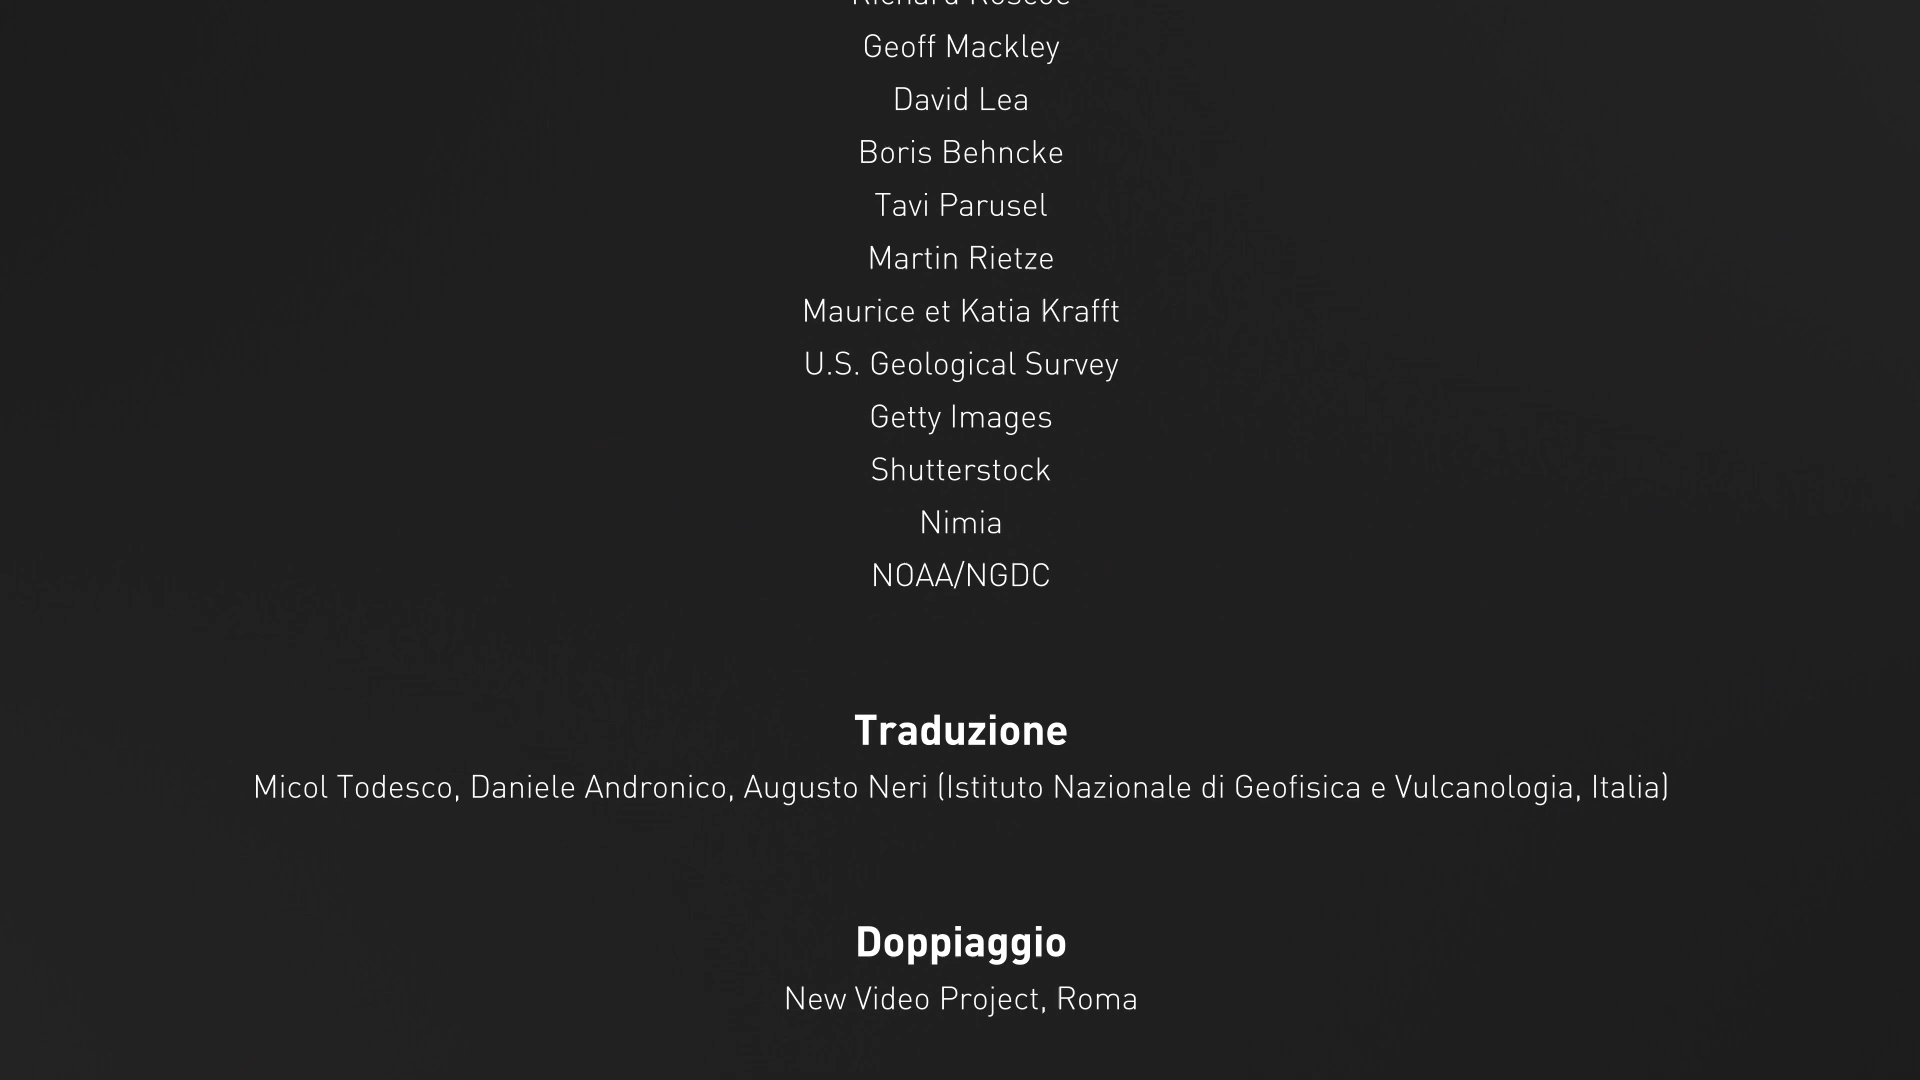 Richard Roscoe
Geoff Mackley
David Lea
Boris Behncke
Tavi Parusel
Martin Rietze
Maurice et Katia Krafft
U.S. Geological Survey
Getty Images
Shutterstock
Nimia
NOAA/NGDC
Traduzione
Micol Todesco, Daniele Andronico, Augusto Neri (Istituto Nazionale di Geofisica e Vulcanologia, Italia)
Doppiaggio
New Video Project, Roma